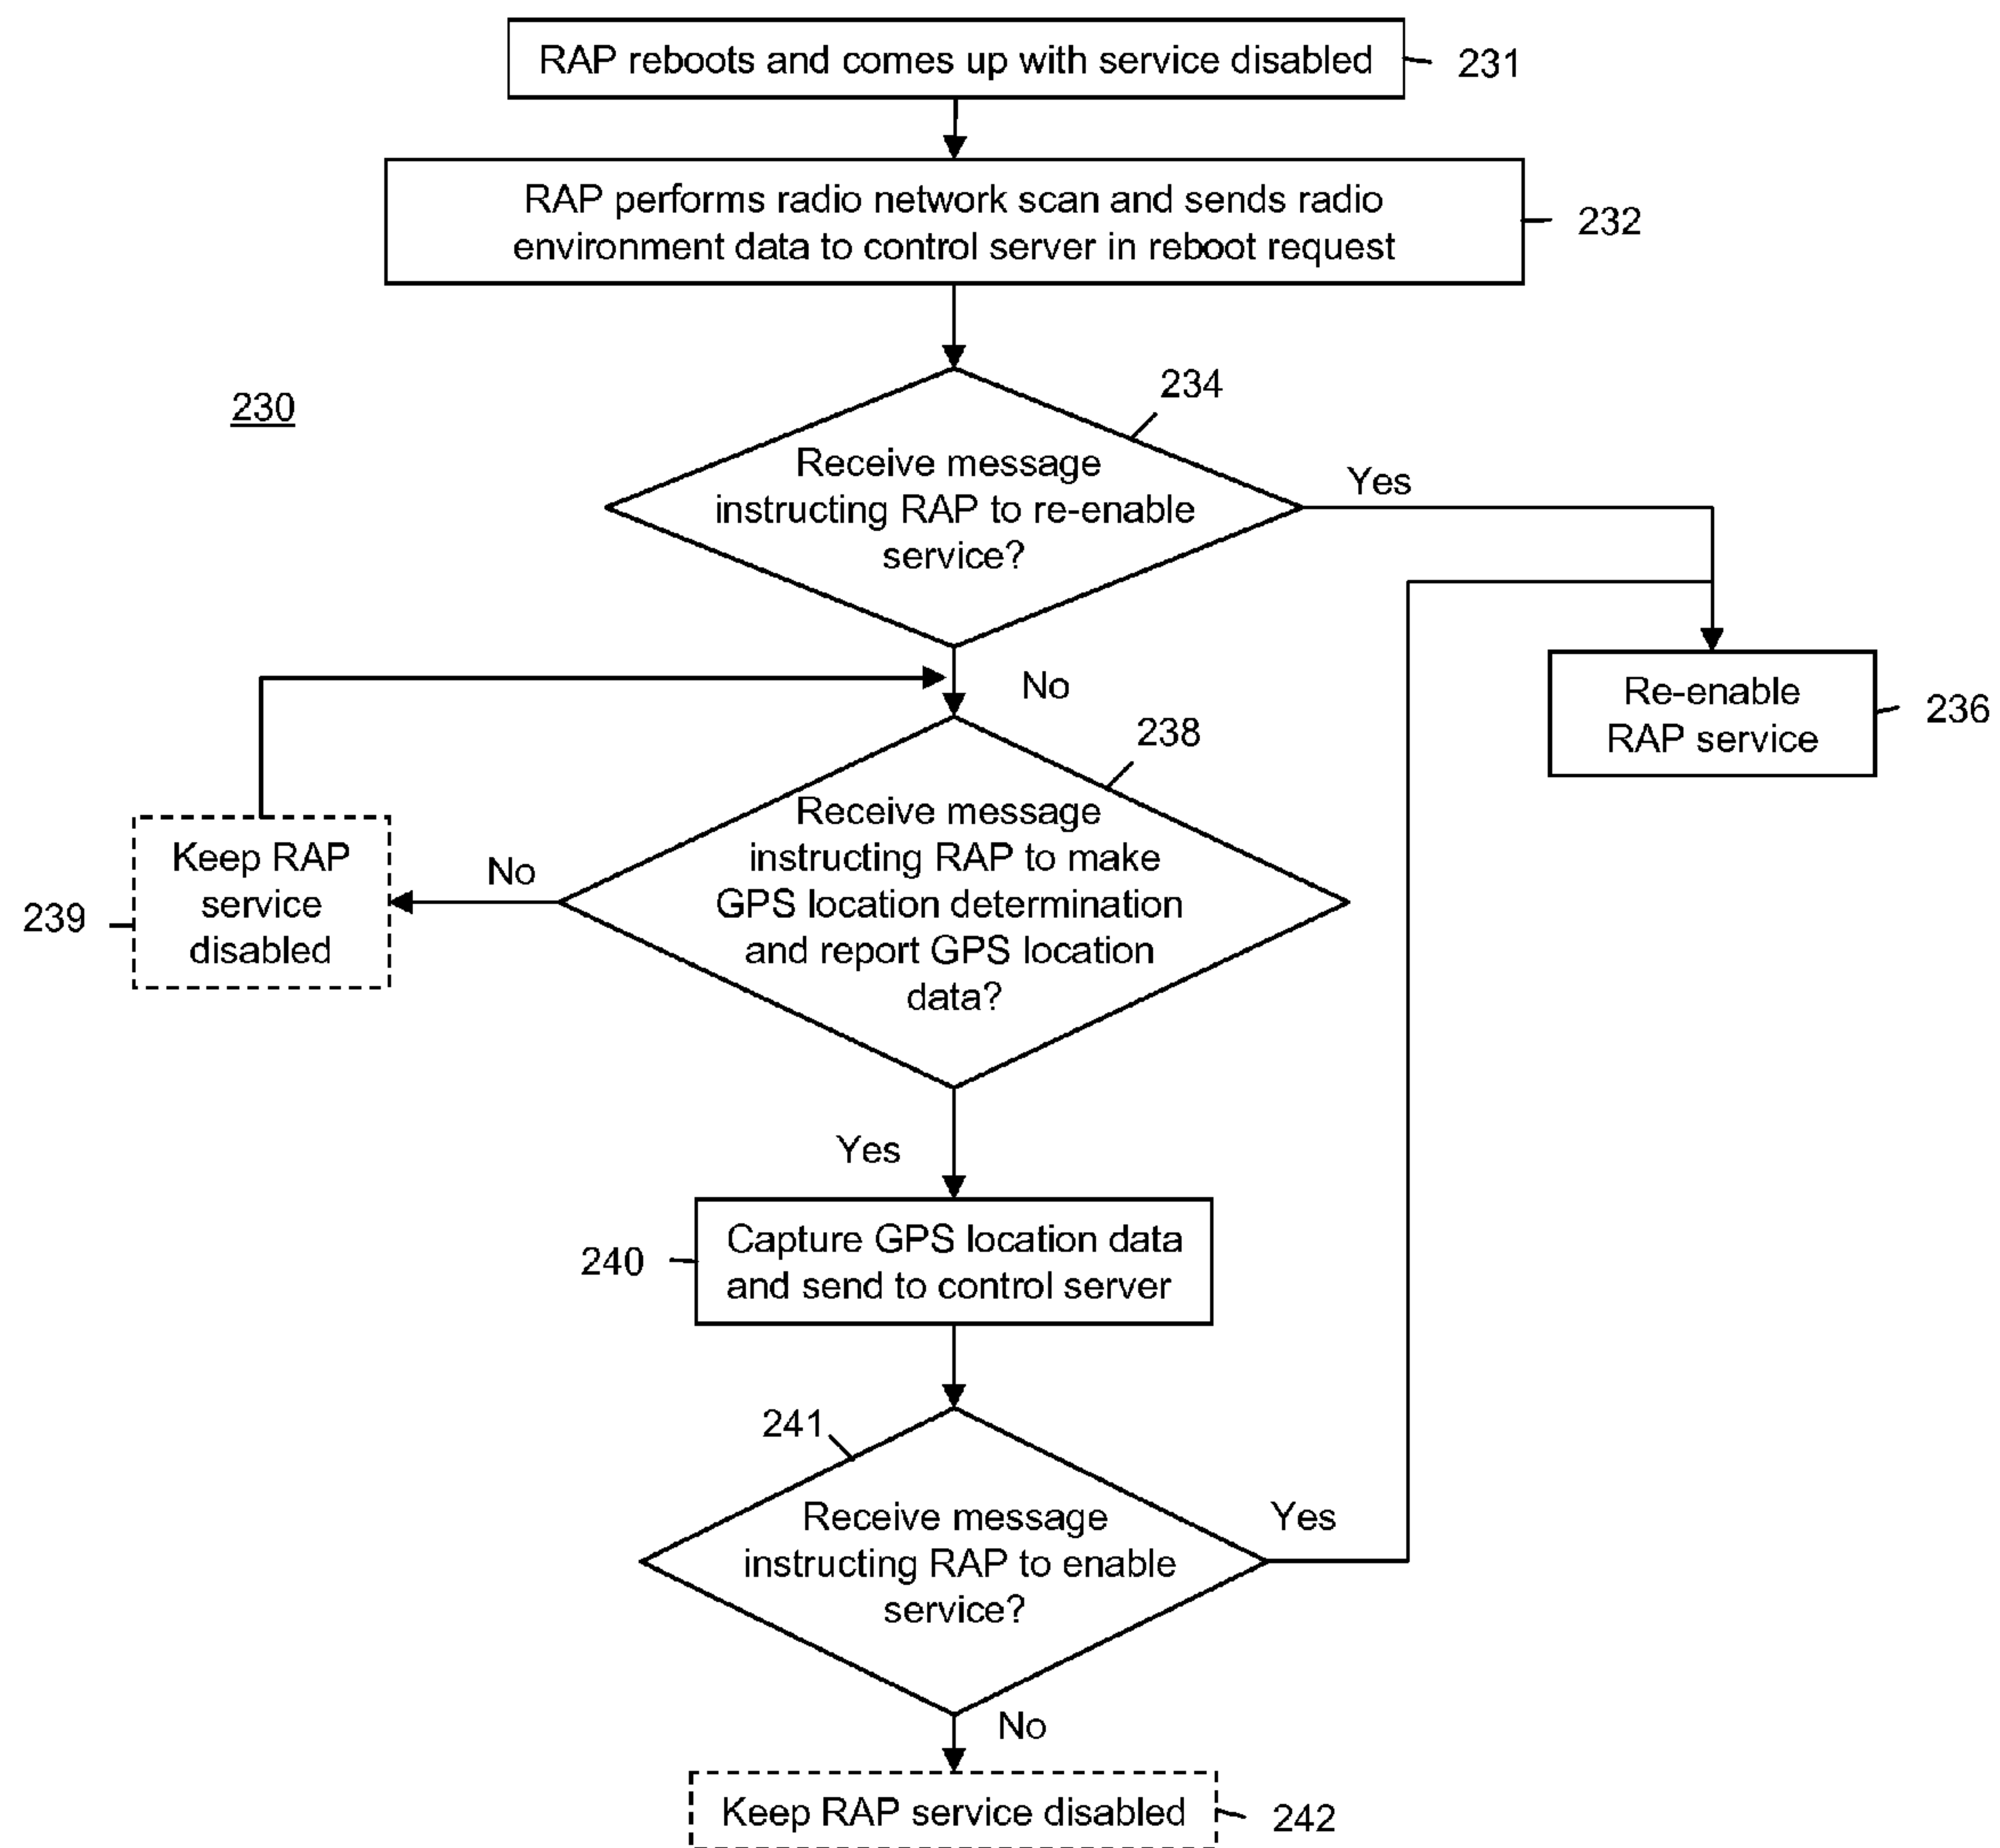 RAP reboots and comes up with service disabled
231
RAP performs radio network scan and sends radio
environment data to control server in reboot request
232
230
234
Receive message
instructing RAP to re-enable
service?
Yes
No
Re-enable
RAP service
236
238
Receive message
instructing RAP to make
GPS location determination
and report GPS location
data?
No
Keep RAP
service
disabled
239
Yes
Capture GPS location data
and send to control server
240
241
Receive message
instructing RAP to enable
service?
Yes
No
Keep RAP service disabled
242